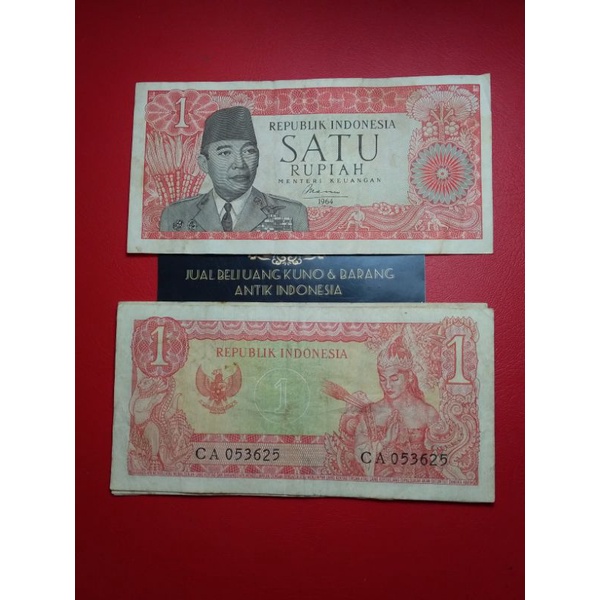 1
REPUBLIK INDONESIA
SATU
RUPIAH
MENTERI KEUANGAN
1964
JUAL BELI UANG KUNO & BARANG
ANTIK INDONESIA
1
REPUBLIK INDONESIA
1
1
CA 053625
CA 053625